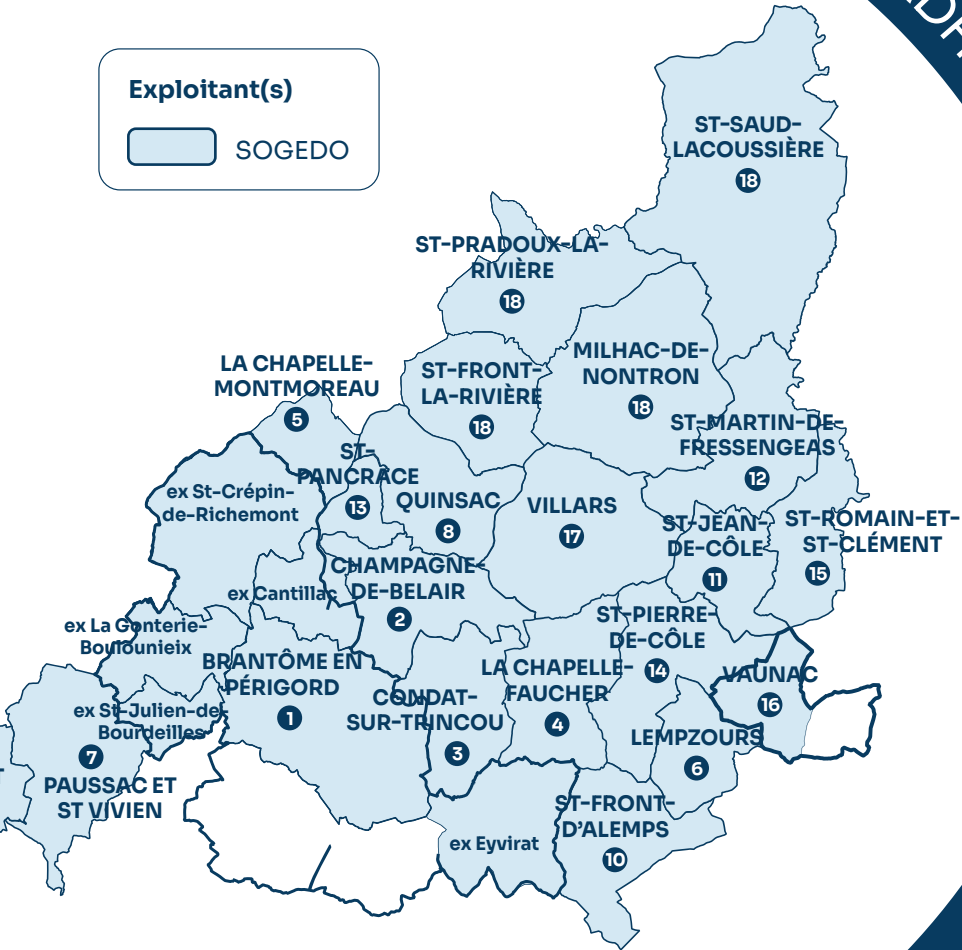 Exploitant(s)
SOGEDO
ST-SAUD-
LACOUSSIÈRE
18
ST-PRADOUX-LA-
RIVIÈRE
18
MILHAC-DE-
NONTRON
18
LA CHAPELLE-
MONTMOREAU
5
ST-FRONT-
LA-RIVIÈRE
18
ST-MARTIN-DE-
FRESSENGEAS
12
ST-
PANCRACE
13
ex St-Crépin-
de-Richemont
QUINSAC
8
VILLARS
17
ST-JEAN-
DE-CÔLE
11
ST-ROMAIN-ET-
ST-CLÉMENT
15
CHAMPAGNE-
DE-BELAIR
2
ex Cantillac
ex La Gonterie-
Boulounieix
ST-PIERRE-
DE-CÔLE
14
BRANTÔME EN
PÉRIGORD
1
LA CHAPELLE-
FAUCHER
4
VAUNAC
16
CONDAT-
SUR-TRINCOU
3
ex St-Julien-de-
Bourdeilles
LEMPZOURS
6
7
PAUSSAC ET
ST VIVIEN
ST-FRONT-
D'ALEMPS
10
ex Eyvirat